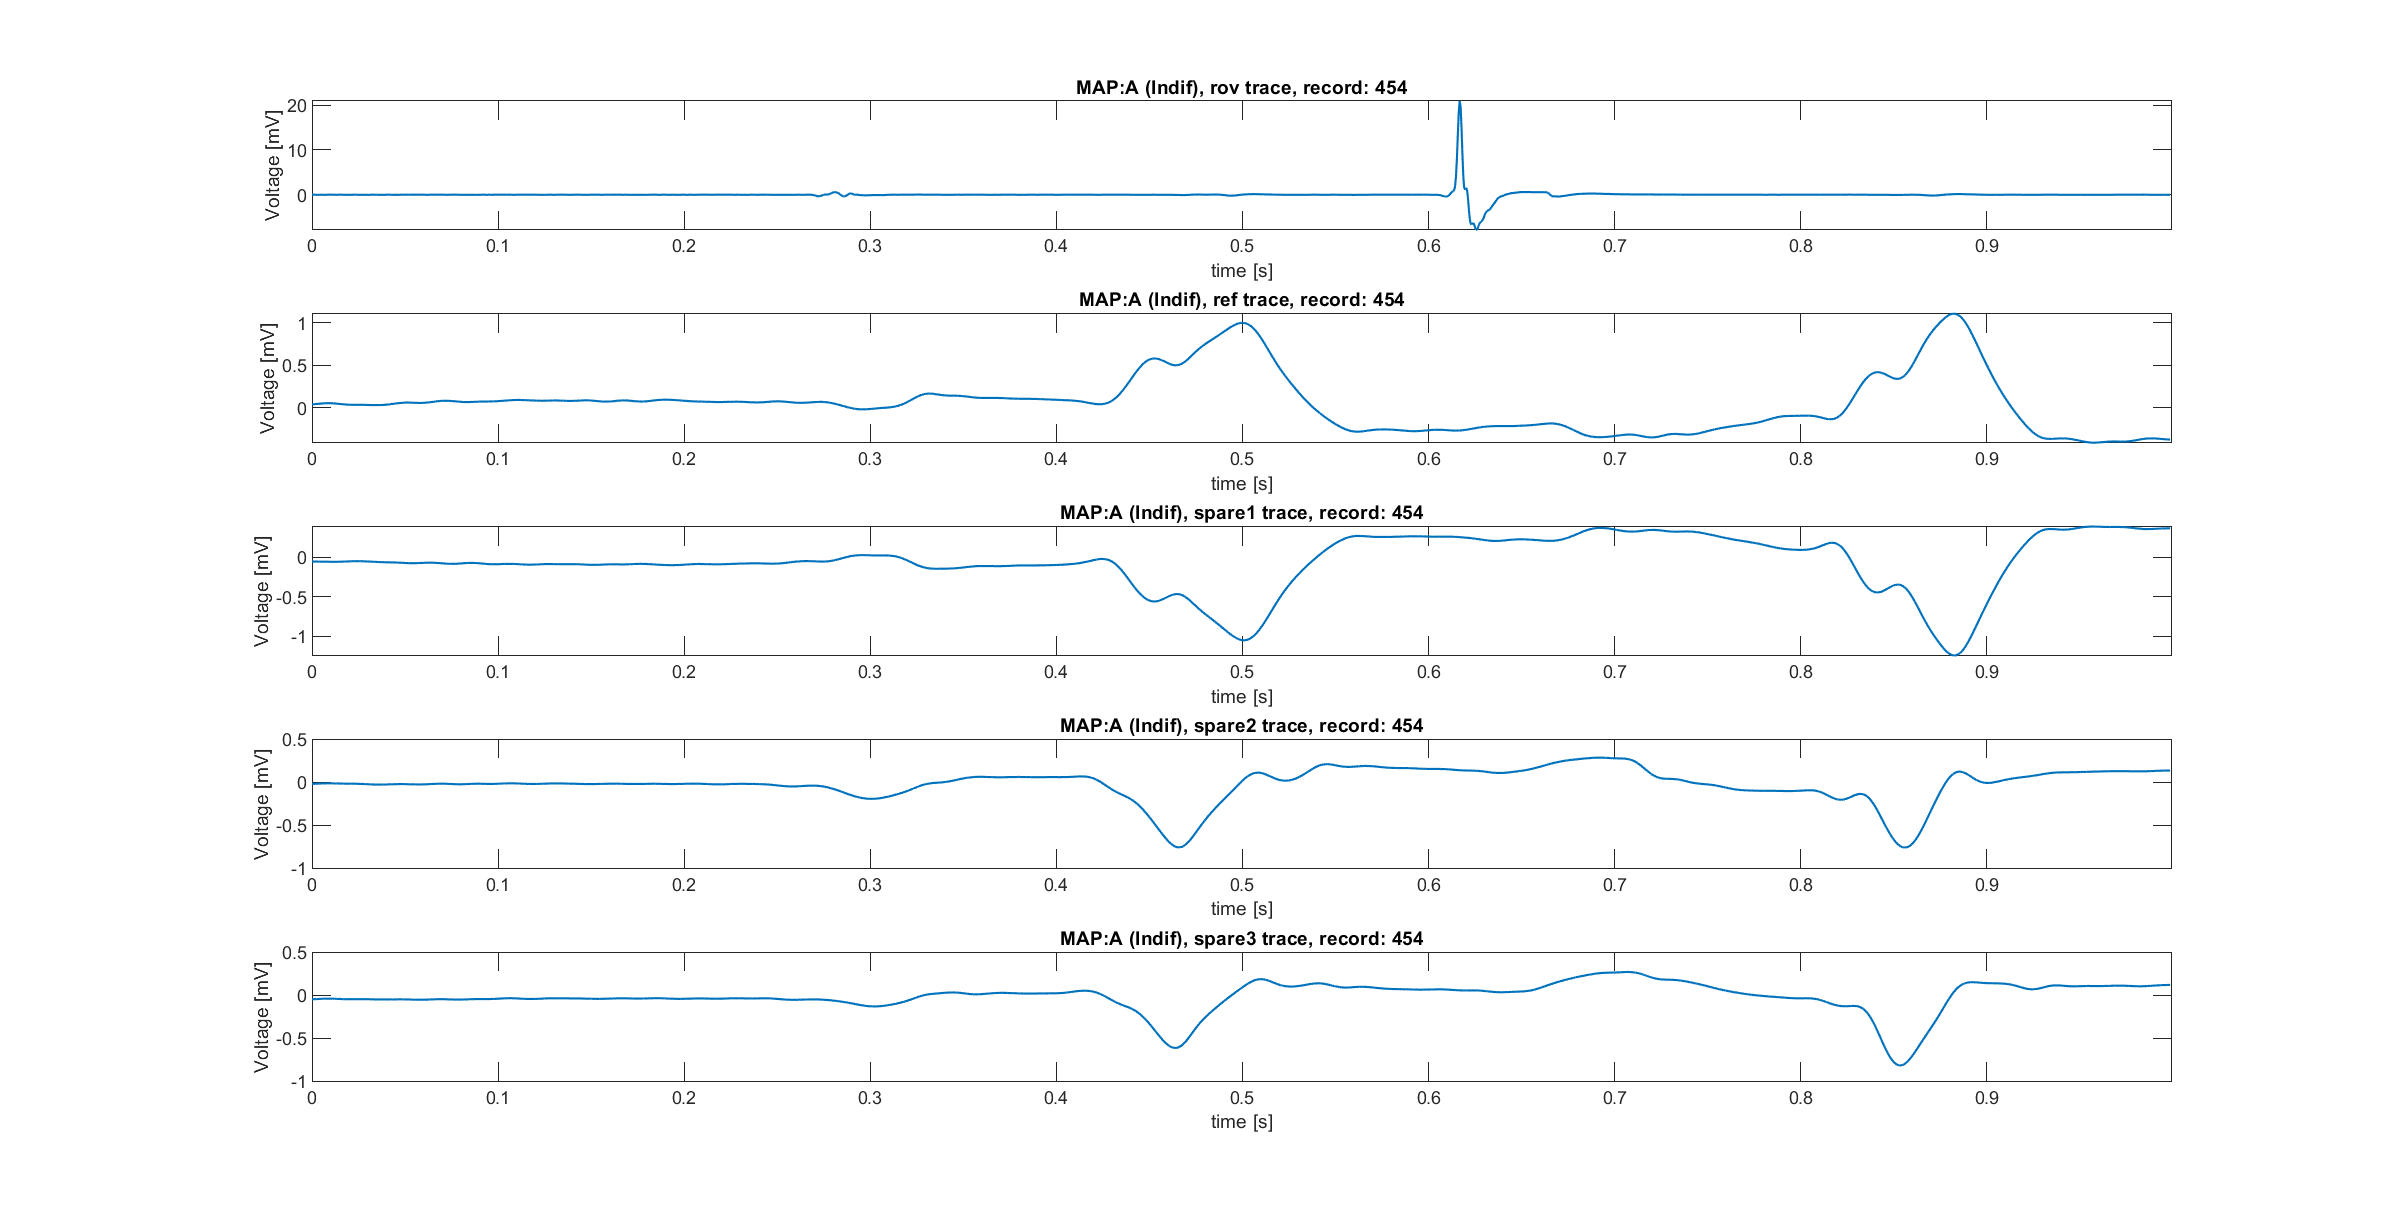 MAP:A (Indif), rov trace, record: 454
Voltage [mV]
20
10
0
0 0.1 0.2 0.3 0.4 0.5 0.6 0.7 0.8 0.9
time [s]
MAP:A (Indif), ref trace, record: 454
Voltage [mV]
1
0.5
0
0 0.1 0.2 0.3 0.4 0.5 0.6 0.7 0.8 0.9
time [s]
MAP:A (Indif), spare1 trace, record: 454
Voltage [mV]
0
-0.5
-1
0 0.1 0.2 0.3 0.4 0.5 0.6 0.7 0.8 0.9
time [s]
MAP:A (Indif), spare2 trace, record: 454
Voltage [mV]
0.5
0
-0.5
-1
0 0.1 0.2 0.3 0.4 0.5 0.6 0.7 0.8 0.9
time [s]
MAP:A (Indif), spare3 trace, record: 454
Voltage [mV]
0.5
0
-0.5
-1
0 0.1 0.2 0.3 0.4 0.5 0.6 0.7 0.8 0.9
time [s]